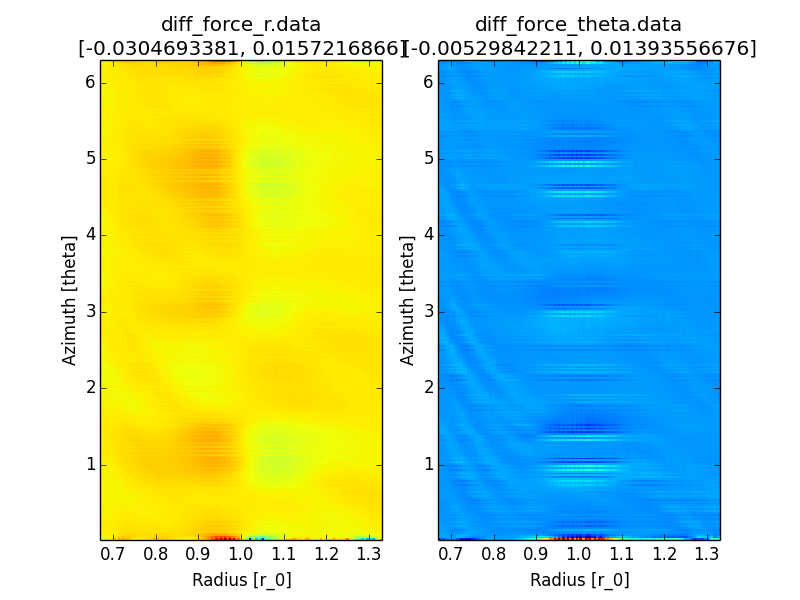 diff_force_r.data
[-0.0304693381, 0.0157216866]
diff_force_theta.data
[-0.00529842211, 0.01393556676]
6
5
4
3
2
1
Azimuth [theta]
0.7 0.8 0.9 1.0 1.1 1.2 1.3
Radius [r_0]
6
5
4
3
2
1
Azimuth [theta]
0.7 0.8 0.9 1.0 1.1 1.2 1.3
Radius [r_0]